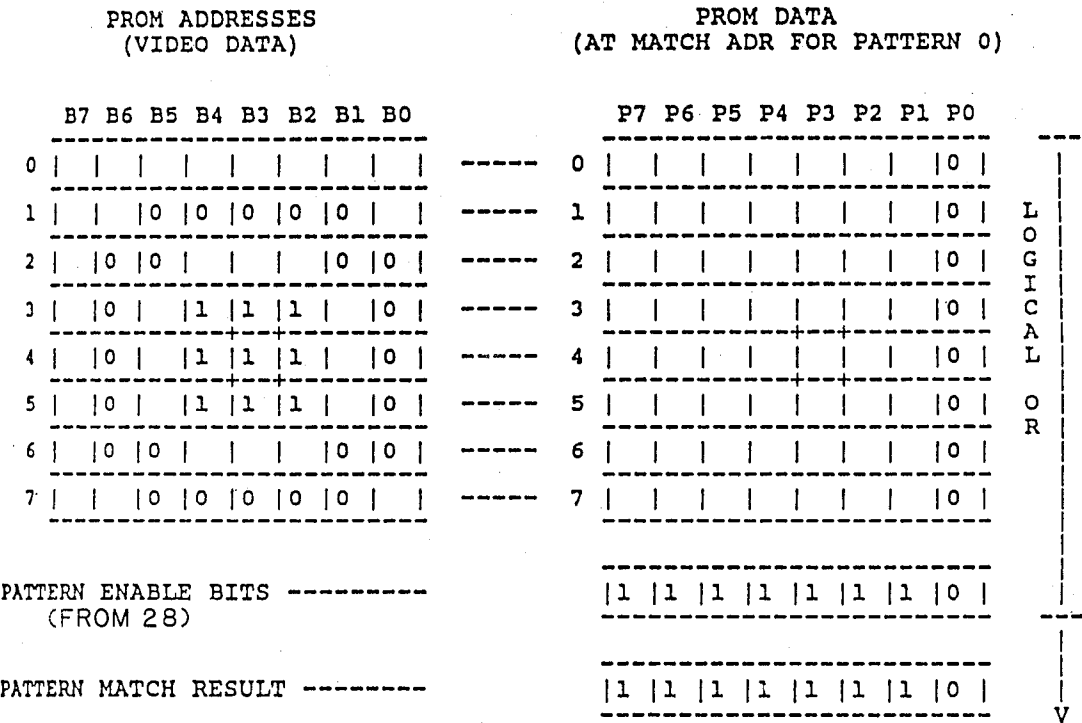 PROM ADDRESSES PROM DATA
(VIDEO DATA) (AT MATCH ADR FOR PATTERN 0)
B7 B6 B5 B4 B3 B2 B1 B0 P7 P6 P5 P4 P3 P2 P1 P0
0 | | | | | | | | | ----- 0 | | | | | | | |0 |
1 | | |0 |0 |0 |0 |0 | | ----- 1 | | | | | | | |0 |
2 | |0 |0 | | | |0 |0 | ----- 2 | | | | | | | |0 |
3 | |0 | |1 |1 |1 | |0 | ----- 3 | | | | | | | |0 |
4 | |0 | |1 |1 |1 | |0 | ----- 4 | | | | | | | |0 |
5 | |0 | |1 |1 |1 | |0 | ----- 5 | | | | | | | |0 |
6 | |0 |0 | | | |0 |0 | ----- 6 | | | | | | | |0 |
7 | | |0 |0 |0 |0 |0 | | ----- 7 | | | | | | | |0 |
LOGICAL OR
PATTERN ENABLE BITS --------- |1 |1 |1 |1 |1 |1 |1 |0 |
(FROM 28)
PATTERN MATCH RESULT -------- |1 |1 |1 |1 |1 |1 |1 |0 |
V